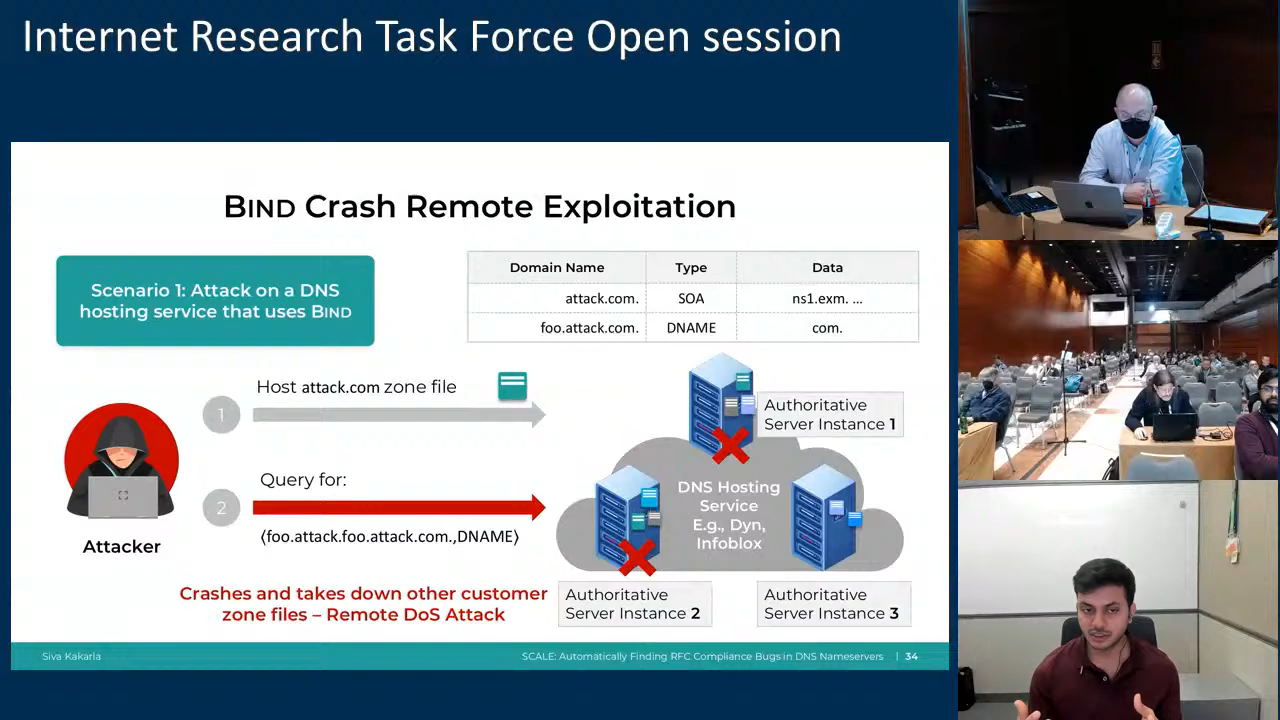 Internet Research Task Force Open session
BIND Crash Remote Exploitation
Scenario 1: Attack on a DNS
hosting service that uses BIND
Domain Name Type Data
attack.com. SOA ns1.exm. ...
foo.attack.com. DNAME com.
1
Host attack.com zone file
Authoritative
Server Instance 1
2
Query for:
⟨foo.attack.foo.attack.com.,DNAME⟩
DNS Hosting
Service
E.g., Dyn,
Infoblox
Attacker
Crashes and takes down other customer
zone files – Remote DoS Attack
Authoritative
Server Instance 2
Authoritative
Server Instance 3
Siva Kakarla
SCALE: Automatically Finding RFC Compliance Bugs in DNS Nameservers | 34